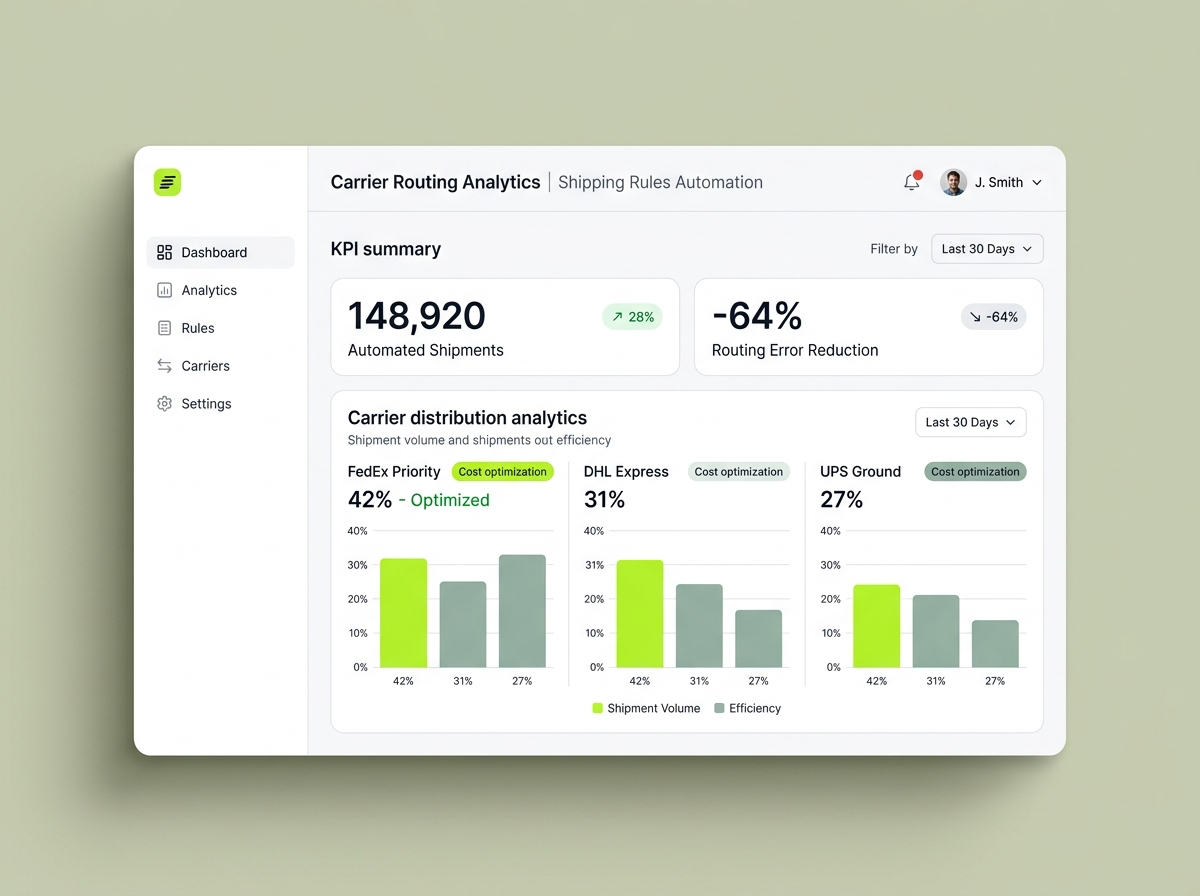 Carrier Routing Analytics | Shipping Rules Automation
J. Smith
Dashboard
Analytics
Rules
Carriers
Settings
KPI summary
Filter by
Last 30 Days
148,920
↗ 28%
Automated Shipments
-64%
↘ -64%
Routing Error Reduction
Carrier distribution analytics
Shipment volume and shipments out efficiency
Last 30 Days
FedEx Priority
Cost optimization
42% - Optimized
40%
30%
20%
10%
0%
42% 31% 27%
DHL Express
Cost optimization
31%
40%
31%
20%
10%
0%
42% 31% 27%
UPS Ground
Cost optimization
27%
40%
30%
20%
10%
0%
42% 31% 27%
Shipment Volume
Efficiency